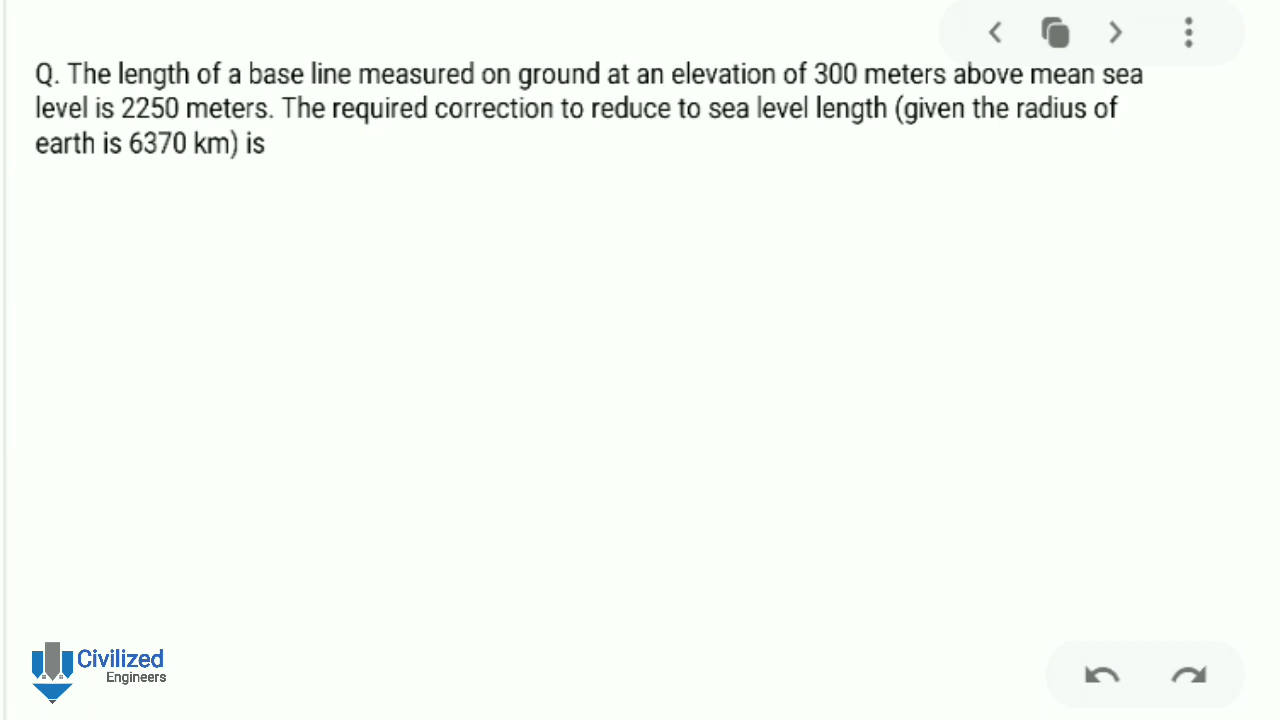 Q. The length of a base line measured on ground at an elevation of 300 meters above mean sea
level is 2250 meters. The required correction to reduce to sea level length (given the radius of
earth is 6370 km) is
Civilized
Engineers